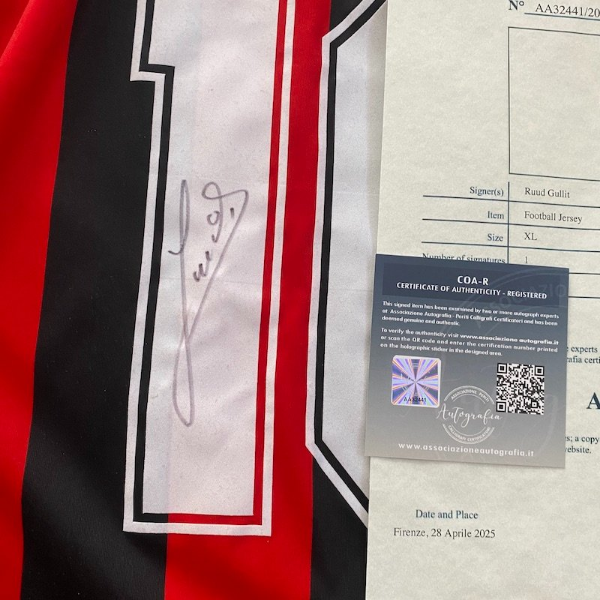 10
N° AA32441/20
Signer(s) Ruud Gullit
Item Football Jersey
Size XL
Number of signatures 1
COA-R
CERTIFICATE OF AUTHENTICITY - REGISTERED
This signed item has been examined by two or more autograph experts
at Associazione Autografia - Periti Calligrafi Certificatori and has been
deemed genuine and authentic.
To verify the authenticity visit www.associazioneautografia.it
or scan the QR code and enter the certification number printed
on the holographic sticker in the designed seen.
AA32441
Autografia
www.associazioneautografia.it
experts
A
s; a copy
website.
Date and Place
Firenze, 28 Aprile 2025